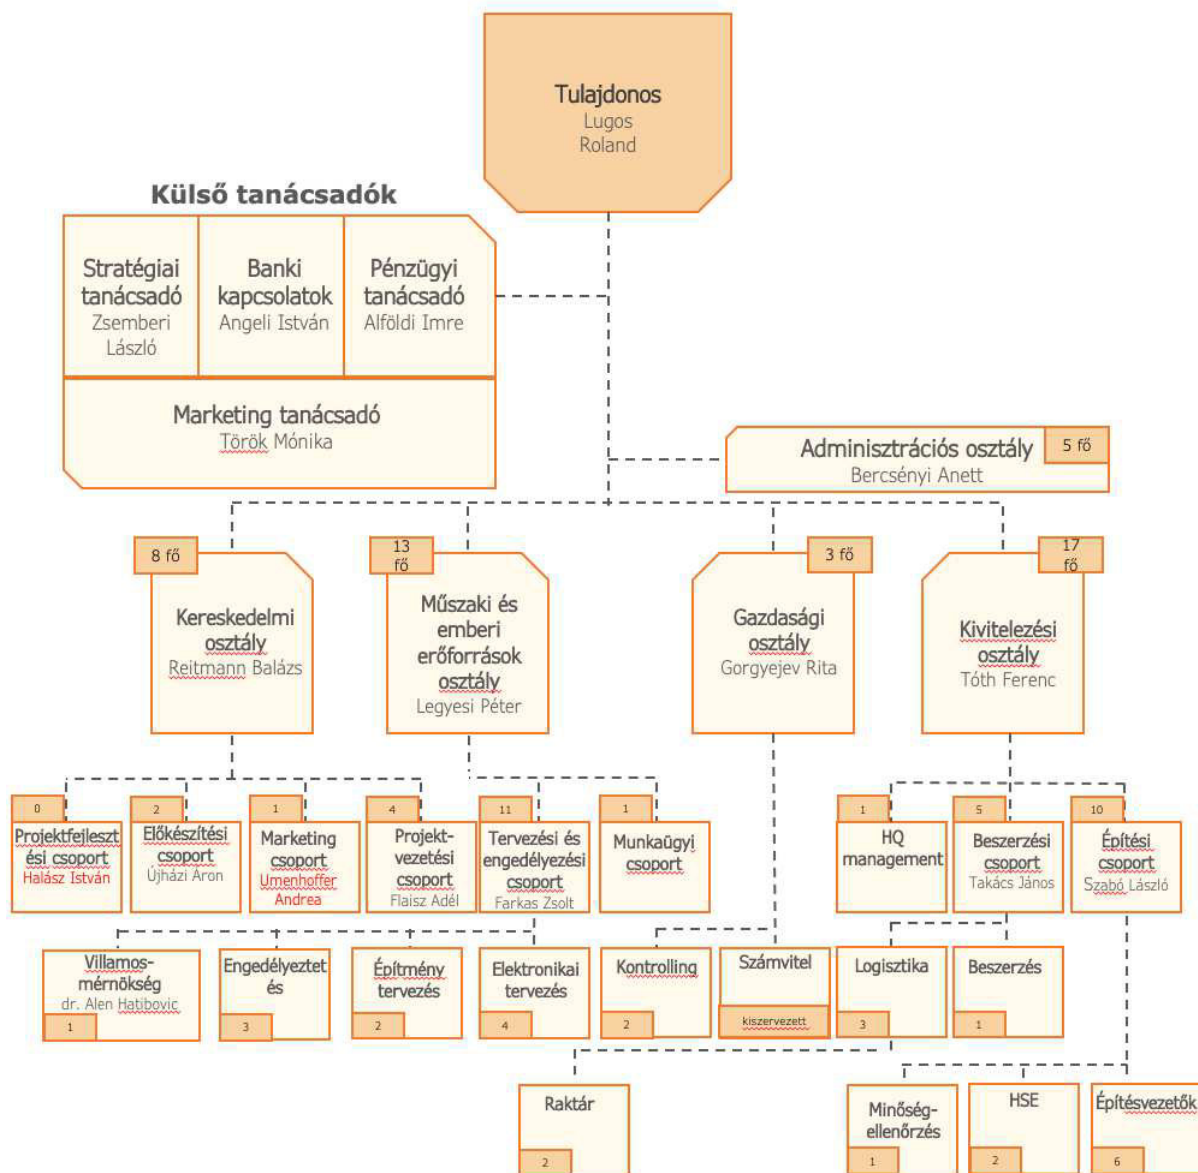 Tulajdonos
Lugos
Roland
Külső tanácsadók
Stratégiai
tanácsadó
Zsemberi
László
Banki
kapcsolatok
Angeli István
Pénzügyi
tanácsadó
Alföldi Imre
Marketing tanácsadó
Török Mónika
Adminisztrációs osztály
Bercsényi Anett
5 fő
8 fő
Kereskedelmi
osztály
Reitmann Balázs
13
fő
Műszaki és
emberi
erőforrások
osztály
Legyesi Péter
3 fő
Gazdasági
osztály
Gorgyejev Rita
17
fő
Kivitelezési
osztály
Tóth Ferenc
0
Projektfejleszt
ési csoport
Halász István
2
Előkészítési
csoport
Újházi Áron
1
Marketing
csoport
Umenhoffer
Andrea
4
Projekt-
vezetési
csoport
Flaisz Adél
11
Tervezési és
engedélyezési
csoport
Farkas Zsolt
1
Munkaügyi
csoport
1
HQ
management
5
Beszerzési
csoport
Takács János
10
Építési
csoport
Szabó László
Villamos-
mérnökség
dr. Alen Hatibovic
1
Engedélyeztet
és
3
Építmény
tervezés
2
Elektronikai
tervezés
4
Kontrolling
2
Számvitel
kiszervezett
Logisztika
3
Beszerzés
1
Raktár
2
Minőség-
ellenőrzés
1
HSE
2
Építésvezetők
6